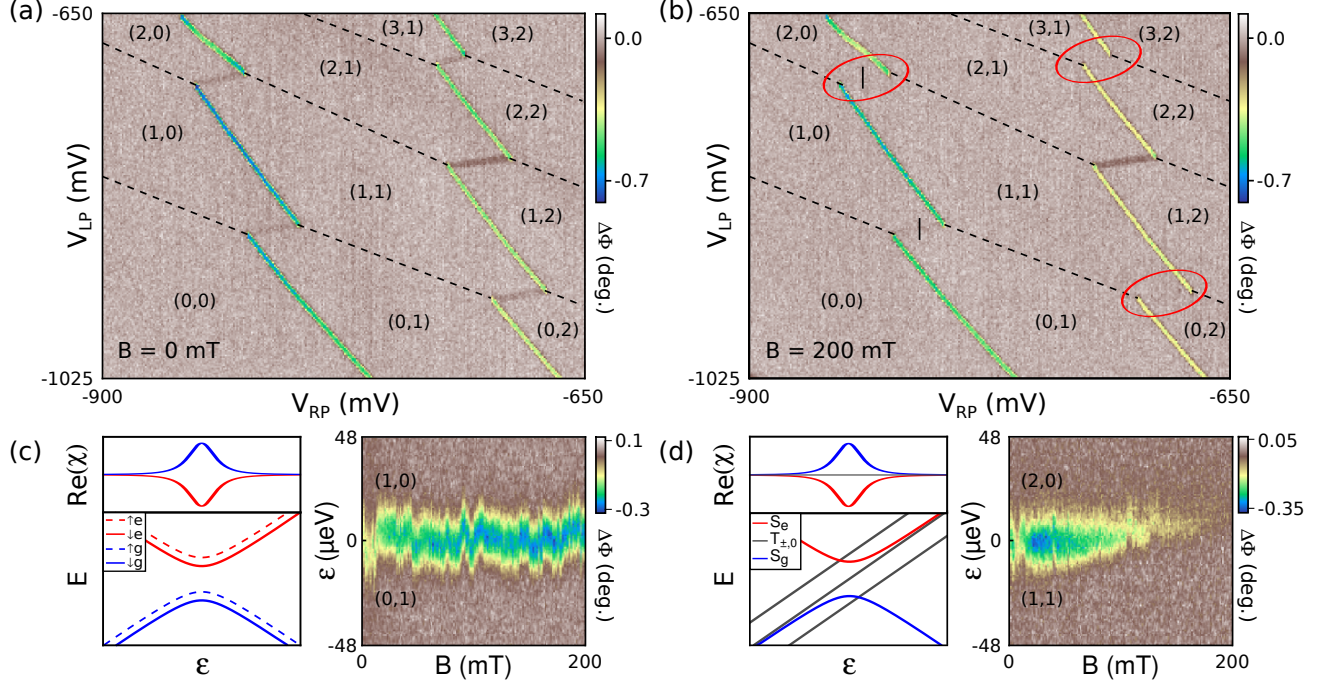 (a)
-650
(2,0)
(3,1)
(3,2)
(2,1)
(2,2)
(1,0)
(1,1)
(1,2)
(0,0)
(0,1)
(0,2)
B = 0 mT
V_LP (mV)
-1025
-900
V_RP (mV)
-650
0.0
-0.7
ΔΦ (deg.)
(b)
-650
(2,0)
(3,1)
(3,2)
(2,1)
(2,2)
(1,0)
(1,1)
(1,2)
(0,0)
(0,1)
(0,2)
B = 200 mT
V_LP (mV)
-1025
-900
V_RP (mV)
-650
0.0
-0.7
ΔΦ (deg.)
(c)
Re(χ)
E
↑e
↓e
↑g
↓g
ε
48
0
-48
ε (μeV)
(1,0)
(0,1)
0
B (mT)
200
0.1
-0.3
ΔΦ (deg.)
(d)
Re(χ)
E
S_e
T_±,0
S_g
ε
48
0
-48
ε (μeV)
(2,0)
(1,1)
0
B (mT)
200
0.05
-0.35
ΔΦ (deg.)